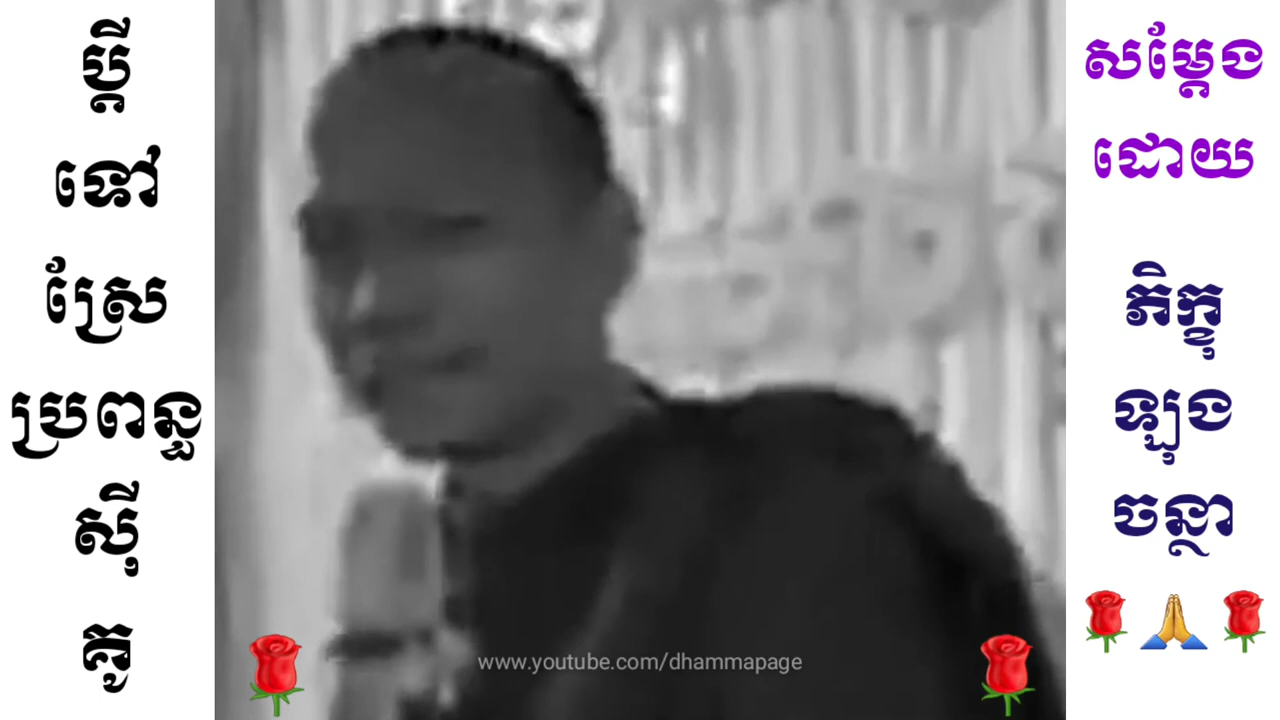 ប្ដី
ទៅ
ស្រែ
ប្រពន្ធ
ស៊ី
គូ
សម្ដែង
ដោយ
ភិក្ខុ
ឡុង
ចន្ថា
www.youtube.com/dhammapage